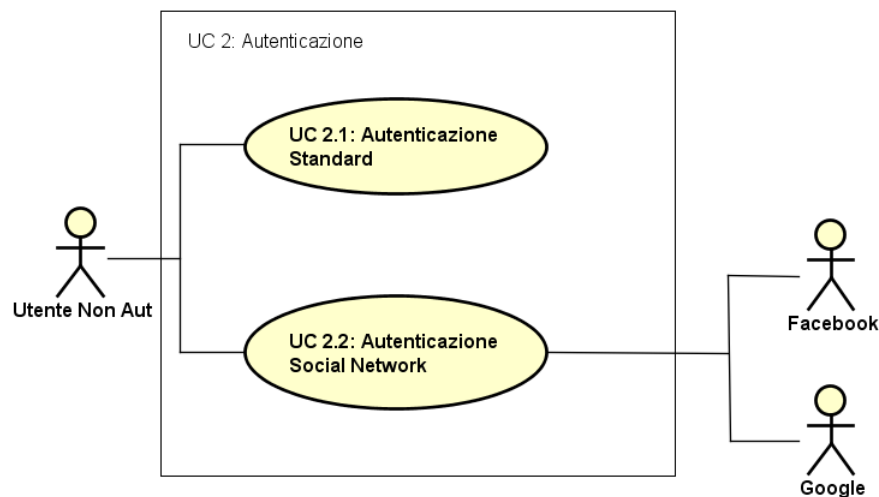 UC 2: Autenticazione
UC 2.1: Autenticazione
Standard
Utente Non Aut
UC 2.2: Autenticazione
Social Network
Facebook
Google